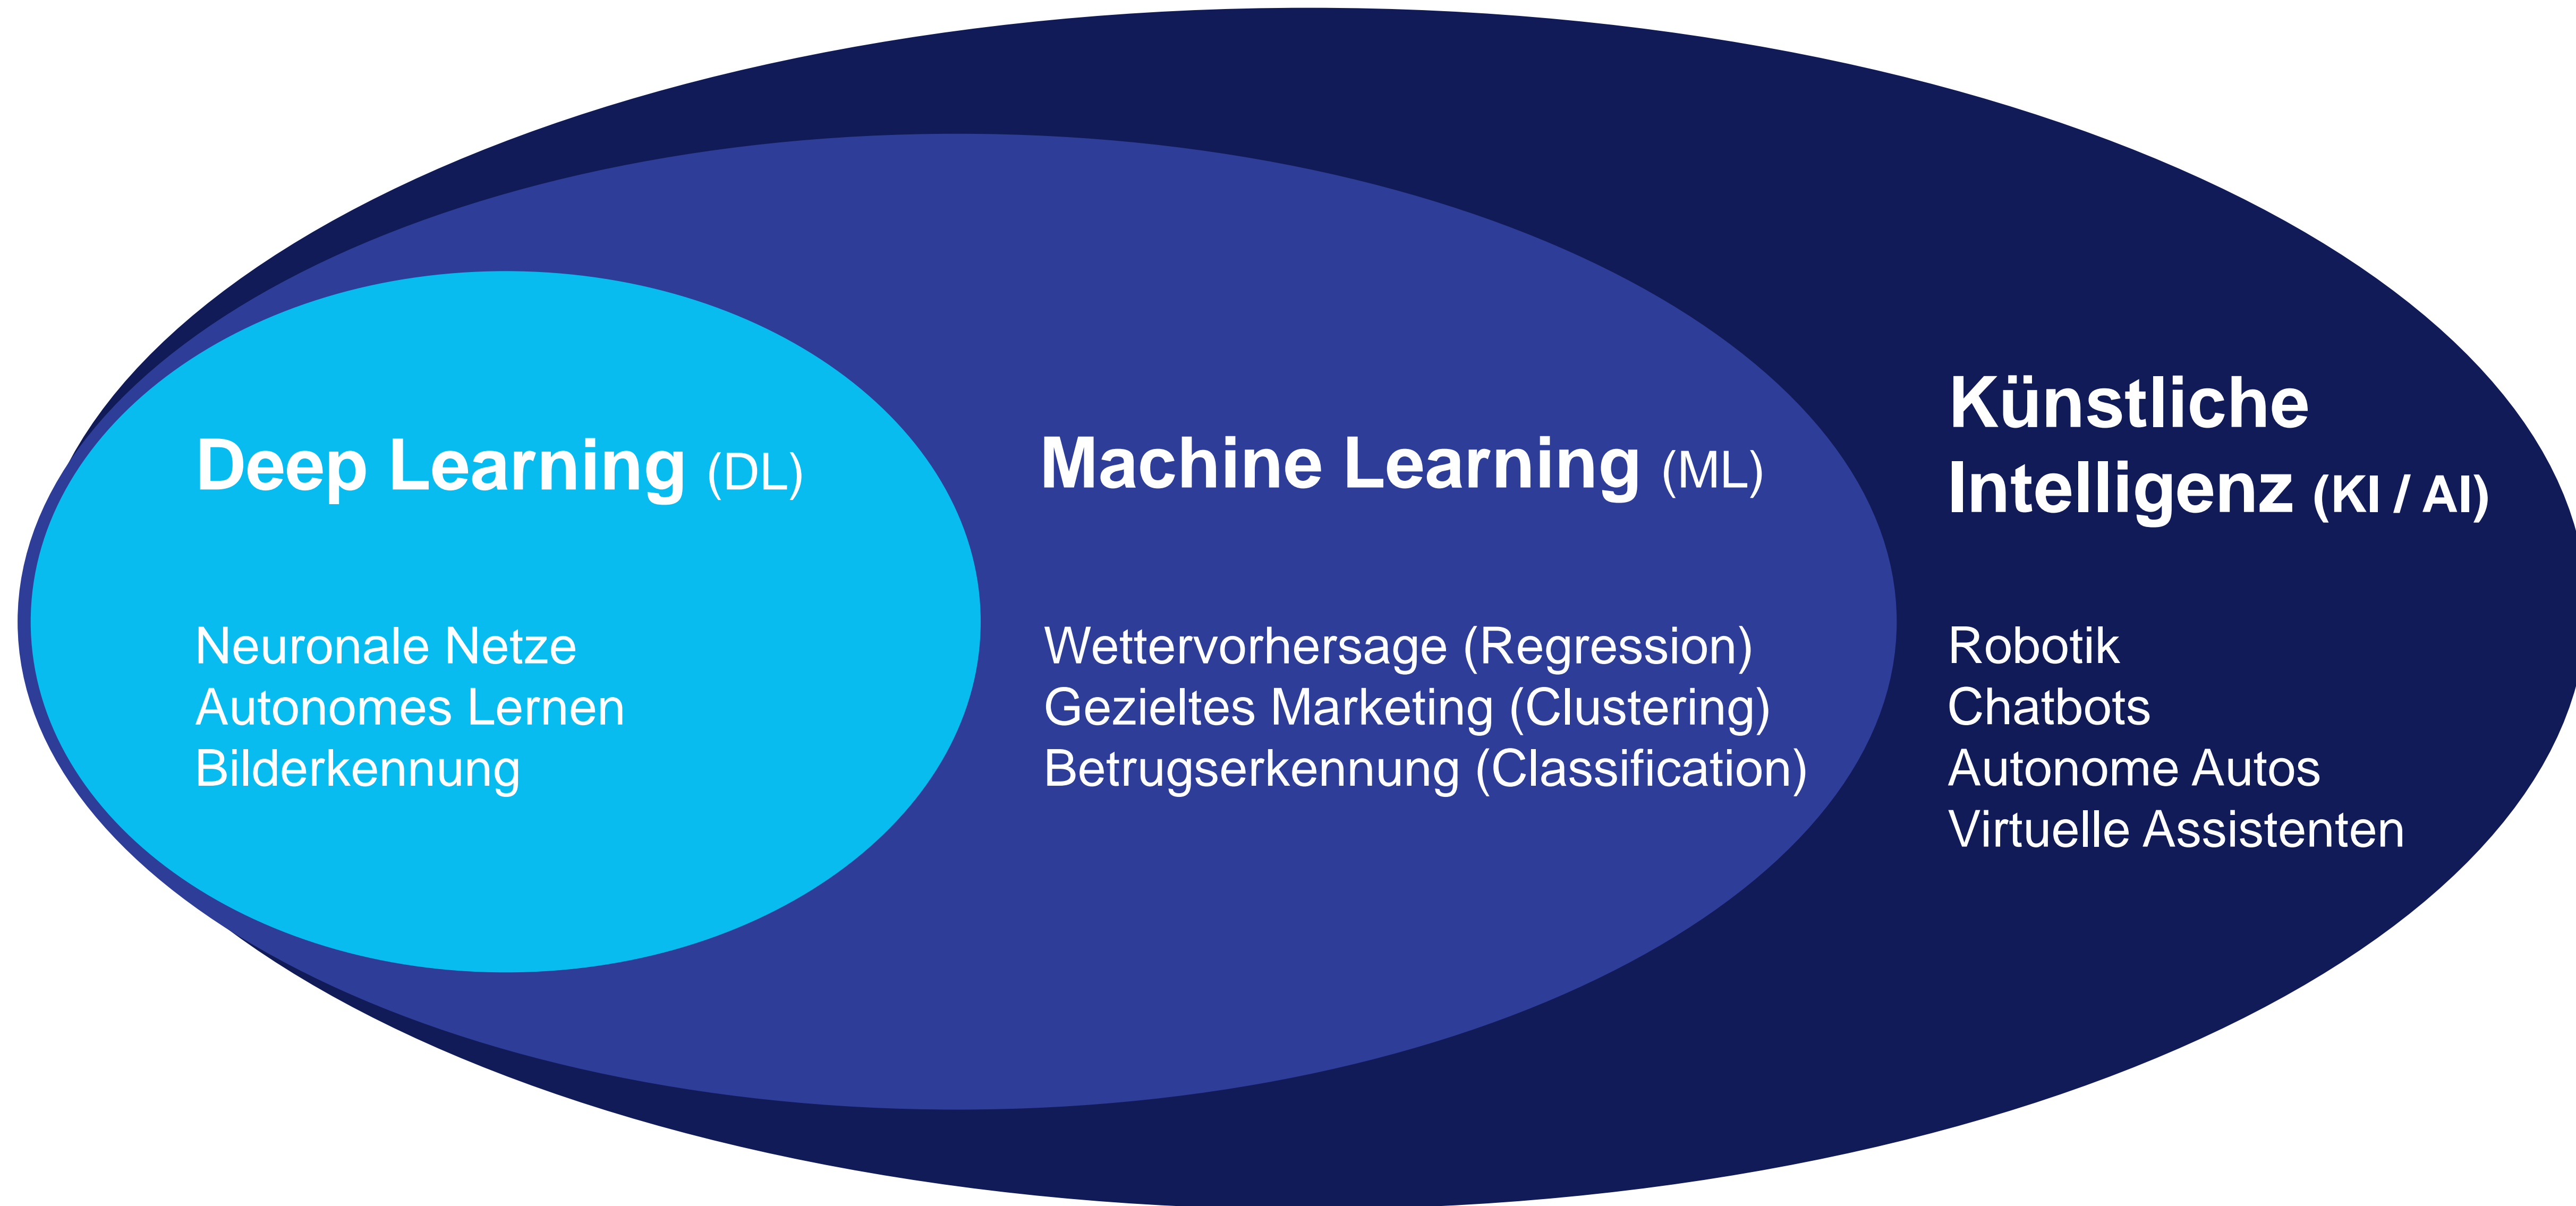 Deep Learning (DL)
Neuronale Netze
Autonomes Lernen
Bilderkennung
Machine Learning (ML)
Wettervorhersage (Regression)
Gezieltes Marketing (Clustering)
Betrugserkennung (Classification)
Künstliche
Intelligenz (KI / AI)
Robotik
Chatbots
Autonome Autos
Virtuelle Assistenten